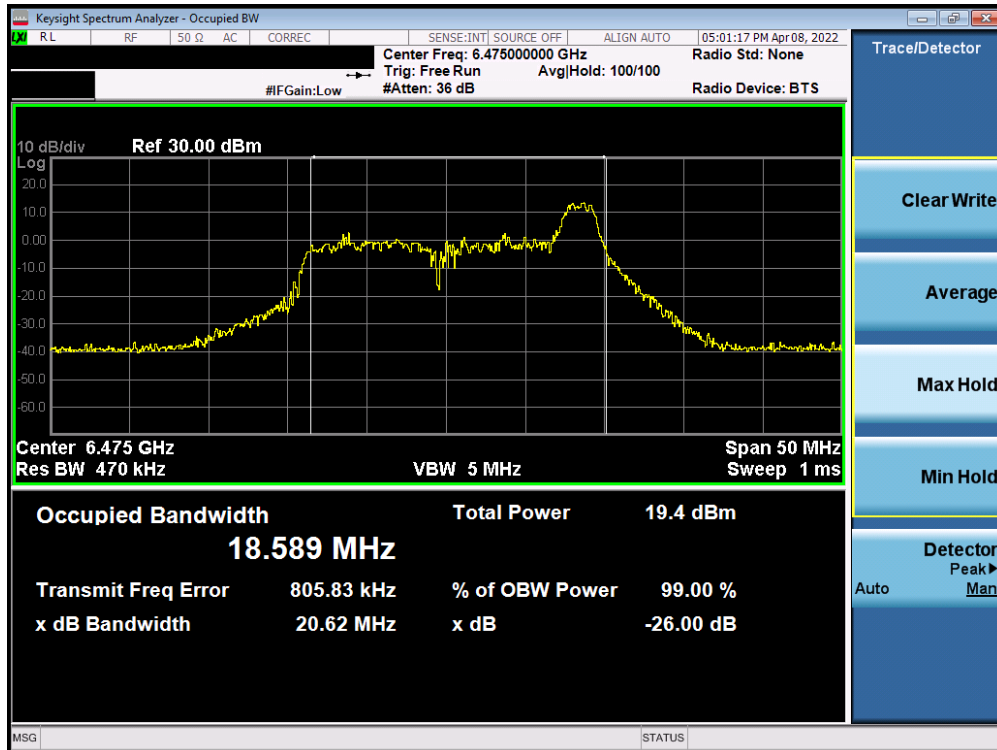 Keysight Spectrum Analyzer - Occupied BW
LXI RL RF 50 Ω AC CORREC SENSE:INT SOURCE OFF ALIGN AUTO 05:01:17 PM Apr 08, 2022
Center Freq: 6.475000000 GHz Radio Std: None
Trig: Free Run Avg|Hold: 100/100
#IFGain:Low #Atten: 36 dB Radio Device: BTS
Trace/Detector
10 dB/div Ref 30.00 dBm
Log
20.0
10.0
0.00
-10.0
-20.0
-30.0
-40.0
-50.0
-60.0
Center 6.475 GHz Span 50 MHz
Res BW 470 kHz VBW 5 MHz Sweep 1 ms
Occupied Bandwidth Total Power 19.4 dBm
18.589 MHz
Transmit Freq Error 805.83 kHz % of OBW Power 99.00 %
x dB Bandwidth 20.62 MHz x dB -26.00 dB
Clear Write
Average
Max Hold
Min Hold
Detector
Peak▶
Auto Man
MSG STATUS